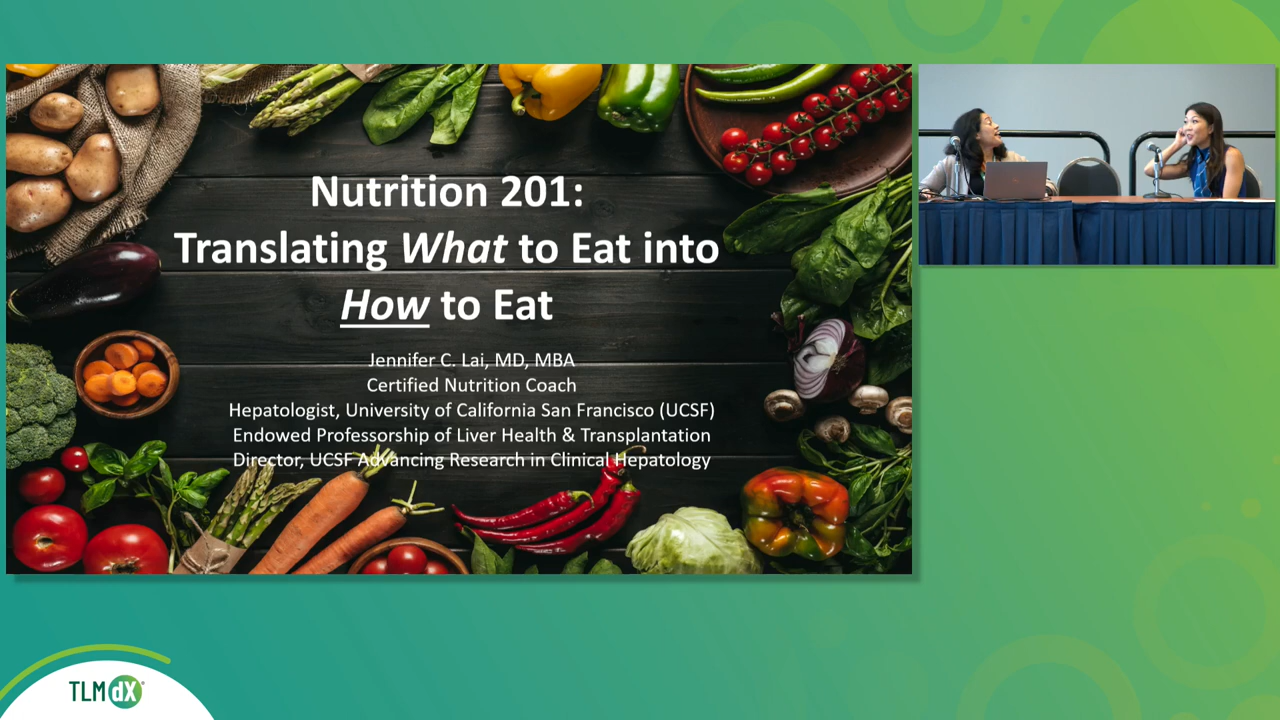 Nutrition 201:
Translating What to Eat into
How to Eat
Jennifer C. Lai, MD, MBA
Certified Nutrition Coach
Hepatologist, University of California San Francisco (UCSF)
Endowed Professorship of Liver Health & Transplantation
Director, UCSF Advancing Research in Clinical Hepatology
TLMdX